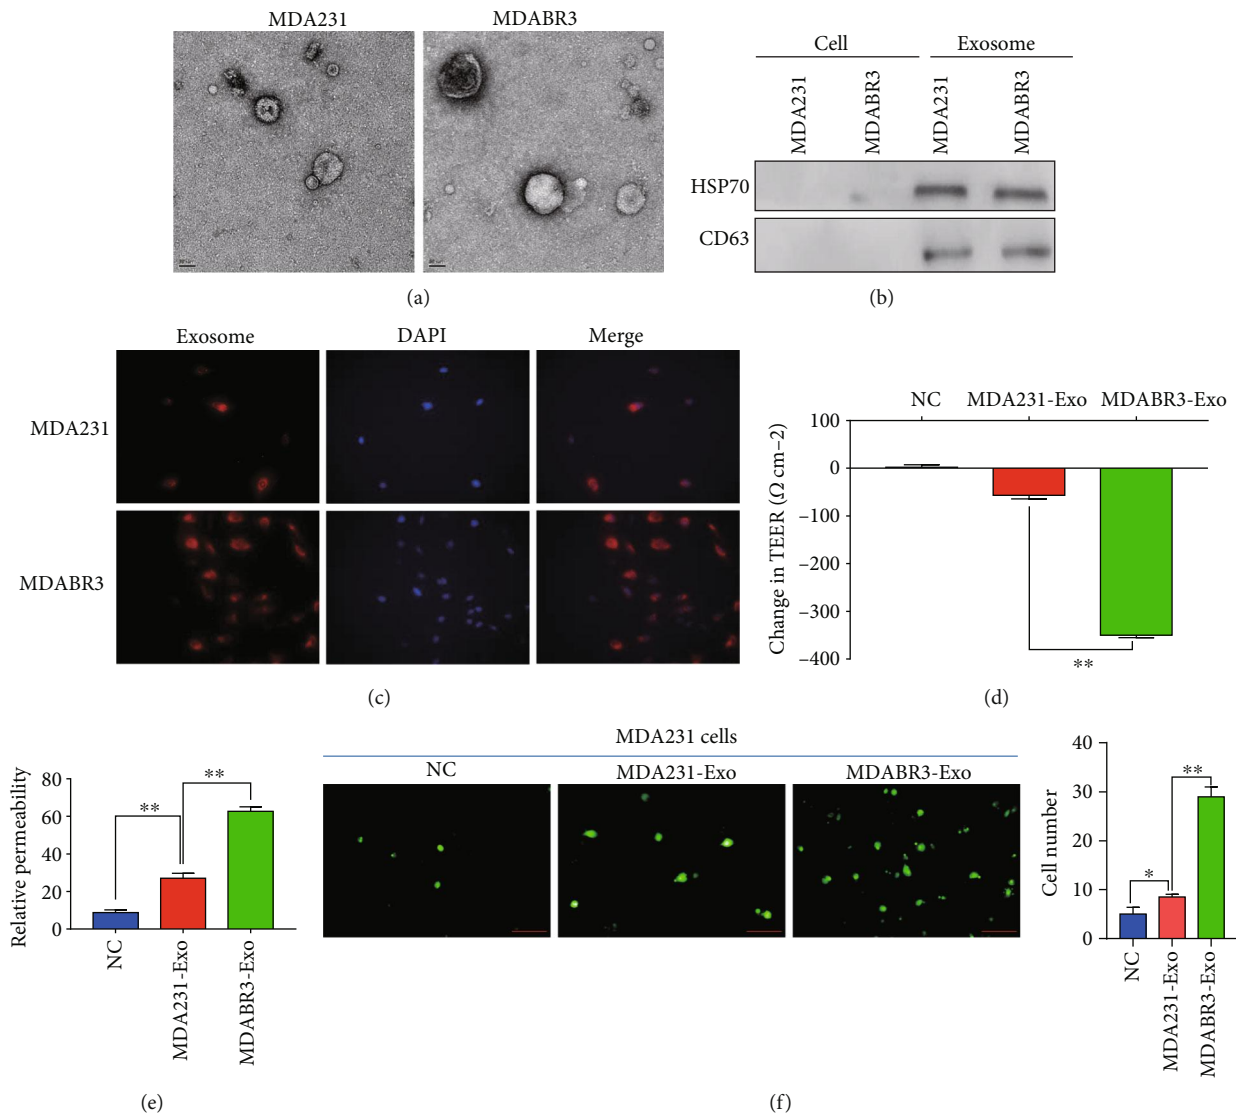 MDA231
MDABR3
(a)
Cell
Exosome
MDA231
MDABR3
MDA231
MDABR3
HSP70
CD63
(b)
Exosome
DAPI
Merge
MDA231
MDABR3
(c)
NC
MDA231-Exo
MDABR3-Exo
Change in TEER (Ω cm–2)
100
0
–100
–200
–300
–400
**
(d)
Relative permeability
80
60
40
20
0
**
**
NC
MDA231-Exo
MDABR3-Exo
(e)
MDA231 cells
NC
MDA231-Exo
MDABR3-Exo
Cell number
40
30
20
10
0
*
**
NC
MDA231-Exo
MDABR3-Exo
(f)